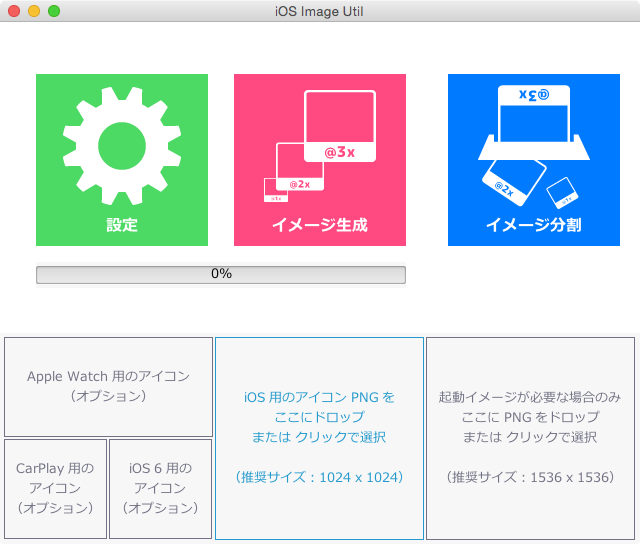 iOS Image Util
設定
@3x
@2x
イメージ生成
@3x
@2x
イメージ分割
0%
Apple Watch 用のアイコン
（オプション）
CarPlay 用の
アイコン
（オプション）
iOS 6 用の
アイコン
（オプション）
iOS 用のアイコン PNG を
ここにドロップ
または クリックで選択
（推奨サイズ：1024 x 1024）
起動イメージが必要な場合のみ
ここに PNG をドロップ
または クリックで選択
（推奨サイズ：1536 x 1536）